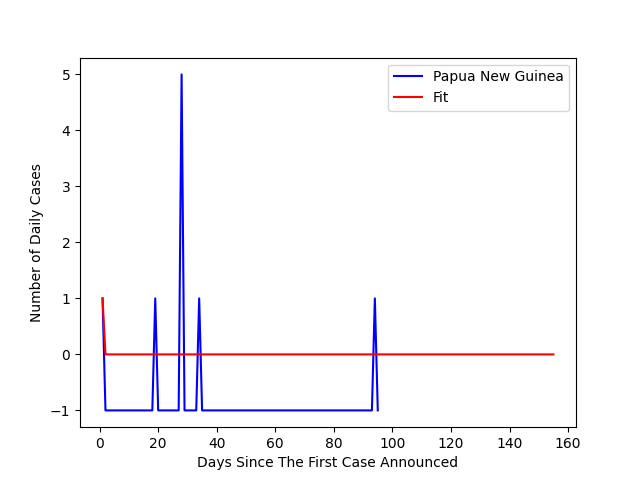 Papua New Guinea
Fit
5
4
3
2
1
0
−1
Number of Daily Cases
0 20 40 60 80 100 120 140 160
Days Since The First Case Announced